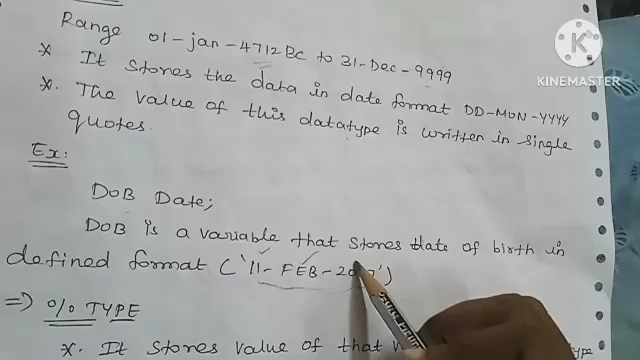 Range 01-jan-4712BC to 31-Dec-9999
* It stores the data in date format DD-MON-YYYY
* The value of this datatype is written in single
quotes.
Ex:
DOB Date;
DOB is a variable that stores date of birth in
defined format ('11-FEB-20
=> % TYPE
* It stores value of that
KINEMASTER